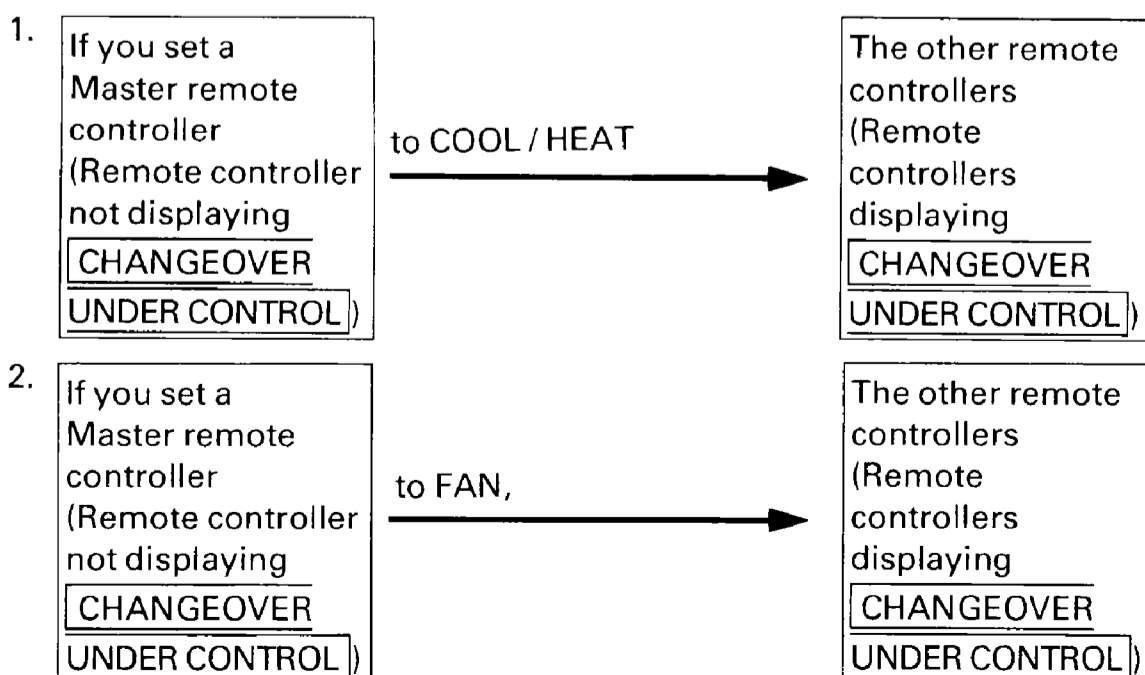 1.
If you set a
Master remote
controller
(Remote controller
not displaying
CHANGEOVER
UNDER CONTROL)
to COOL / HEAT
The other remote
controllers
(Remote
controllers
displaying
CHANGEOVER
UNDER CONTROL)
2.
If you set a
Master remote
controller
(Remote controller
not displaying
CHANGEOVER
UNDER CONTROL)
to FAN,
The other remote
controllers
(Remote
controllers
displaying
CHANGEOVER
UNDER CONTROL)